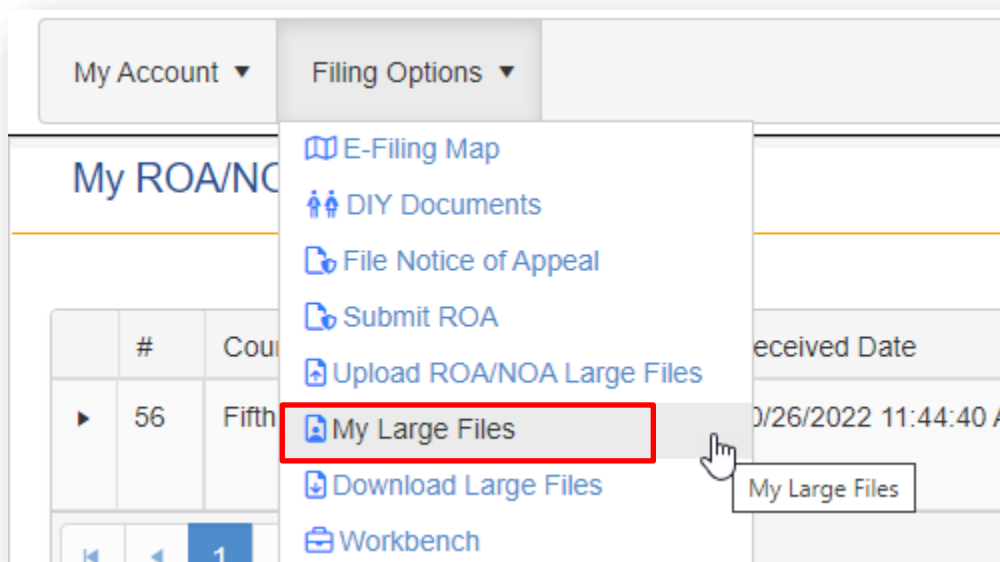 My Account Filing Options
My ROA/NO
E-Filing Map
DIY Documents
File Notice of Appeal
Submit ROA
Upload ROA/NOA Large Files
My Large Files
Download Large Files
Workbench
# Cour eceived Date
56 Fifth 0/26/2022 11:44:40 A
My Large Files
1